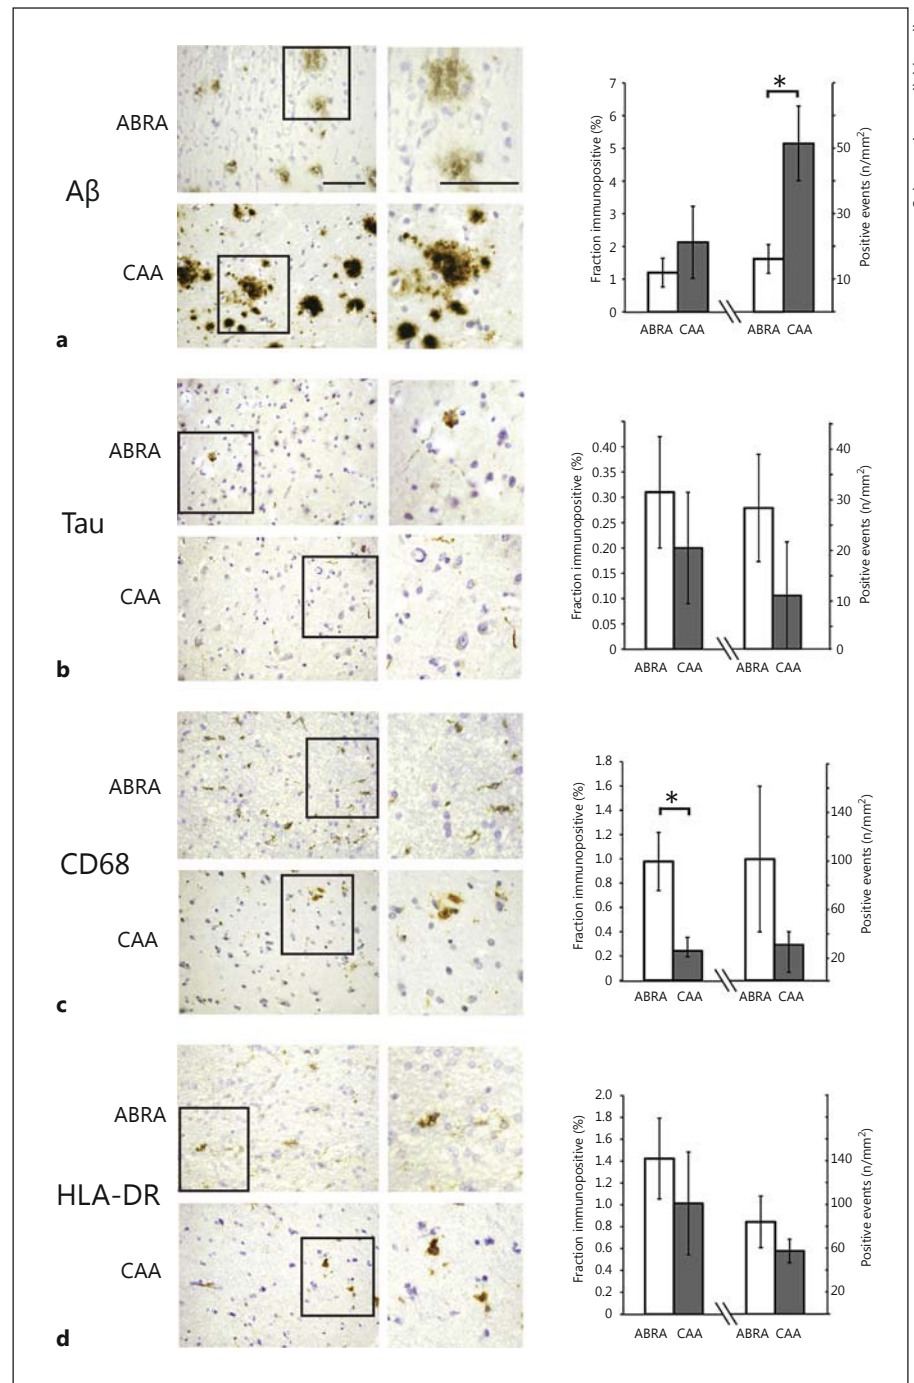 Aβ
ABRA
CAA
a
7
6
5
4
3
2
1
0
Fraction immunopositive (%)
*
50
30
10
Positive events (n/mm²)
ABRA CAA
ABRA CAA
Tau
ABRA
CAA
b
0.40
0.35
0.30
0.25
0.20
0.15
0.10
0.05
0
Fraction immunopositive (%)
40
30
20
10
0
Positive events (n/mm²)
ABRA CAA
ABRA CAA
CD68
ABRA
CAA
c
1.8
1.6
1.4
1.2
1.0
0.8
0.6
0.4
0.2
0
Fraction immunopositive (%)
*
140
100
60
20
Positive events (n/mm²)
ABRA CAA
ABRA CAA
HLA-DR
ABRA
CAA
d
2.0
1.8
1.6
1.4
1.2
1.0
0.8
0.6
0.4
0.2
0
Fraction immunopositive (%)
140
100
60
20
Positive events (n/mm²)
ABRA CAA
ABRA CAA